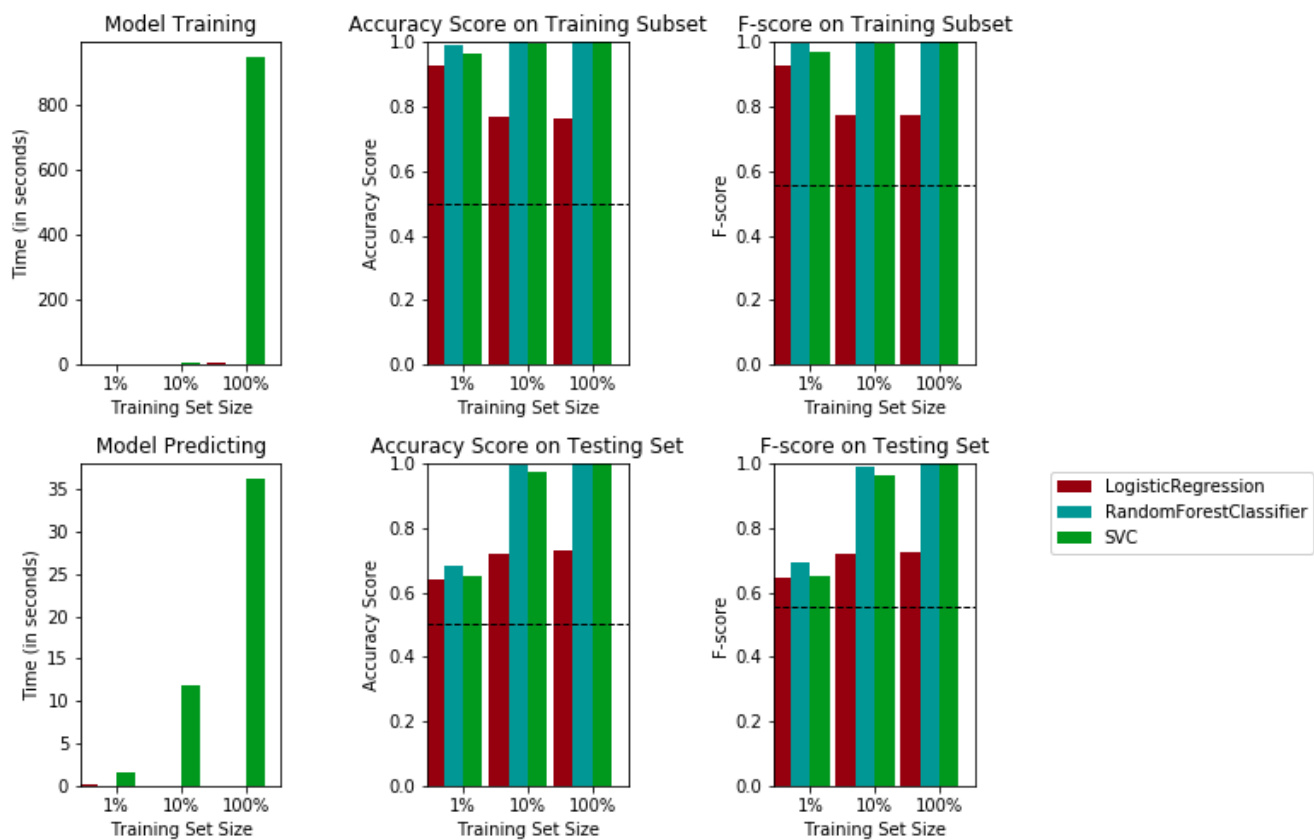 Model Training
Accuracy Score on Training Subset
F-score on Training Subset
Time (in seconds)
800
600
400
200
0
1% 10% 100%
Training Set Size
Accuracy Score
1.0
0.8
0.6
0.4
0.2
0.0
1% 10% 100%
Training Set Size
F-score
1.0
0.8
0.6
0.4
0.2
0.0
1% 10% 100%
Training Set Size
Model Predicting
Accuracy Score on Testing Set
F-score on Testing Set
Time (in seconds)
35
30
25
20
15
10
5
0
1% 10% 100%
Training Set Size
Accuracy Score
1.0
0.8
0.6
0.4
0.2
0.0
1% 10% 100%
Training Set Size
F-score
1.0
0.8
0.6
0.4
0.2
0.0
1% 10% 100%
Training Set Size
LogisticRegression
RandomForestClassifier
SVC